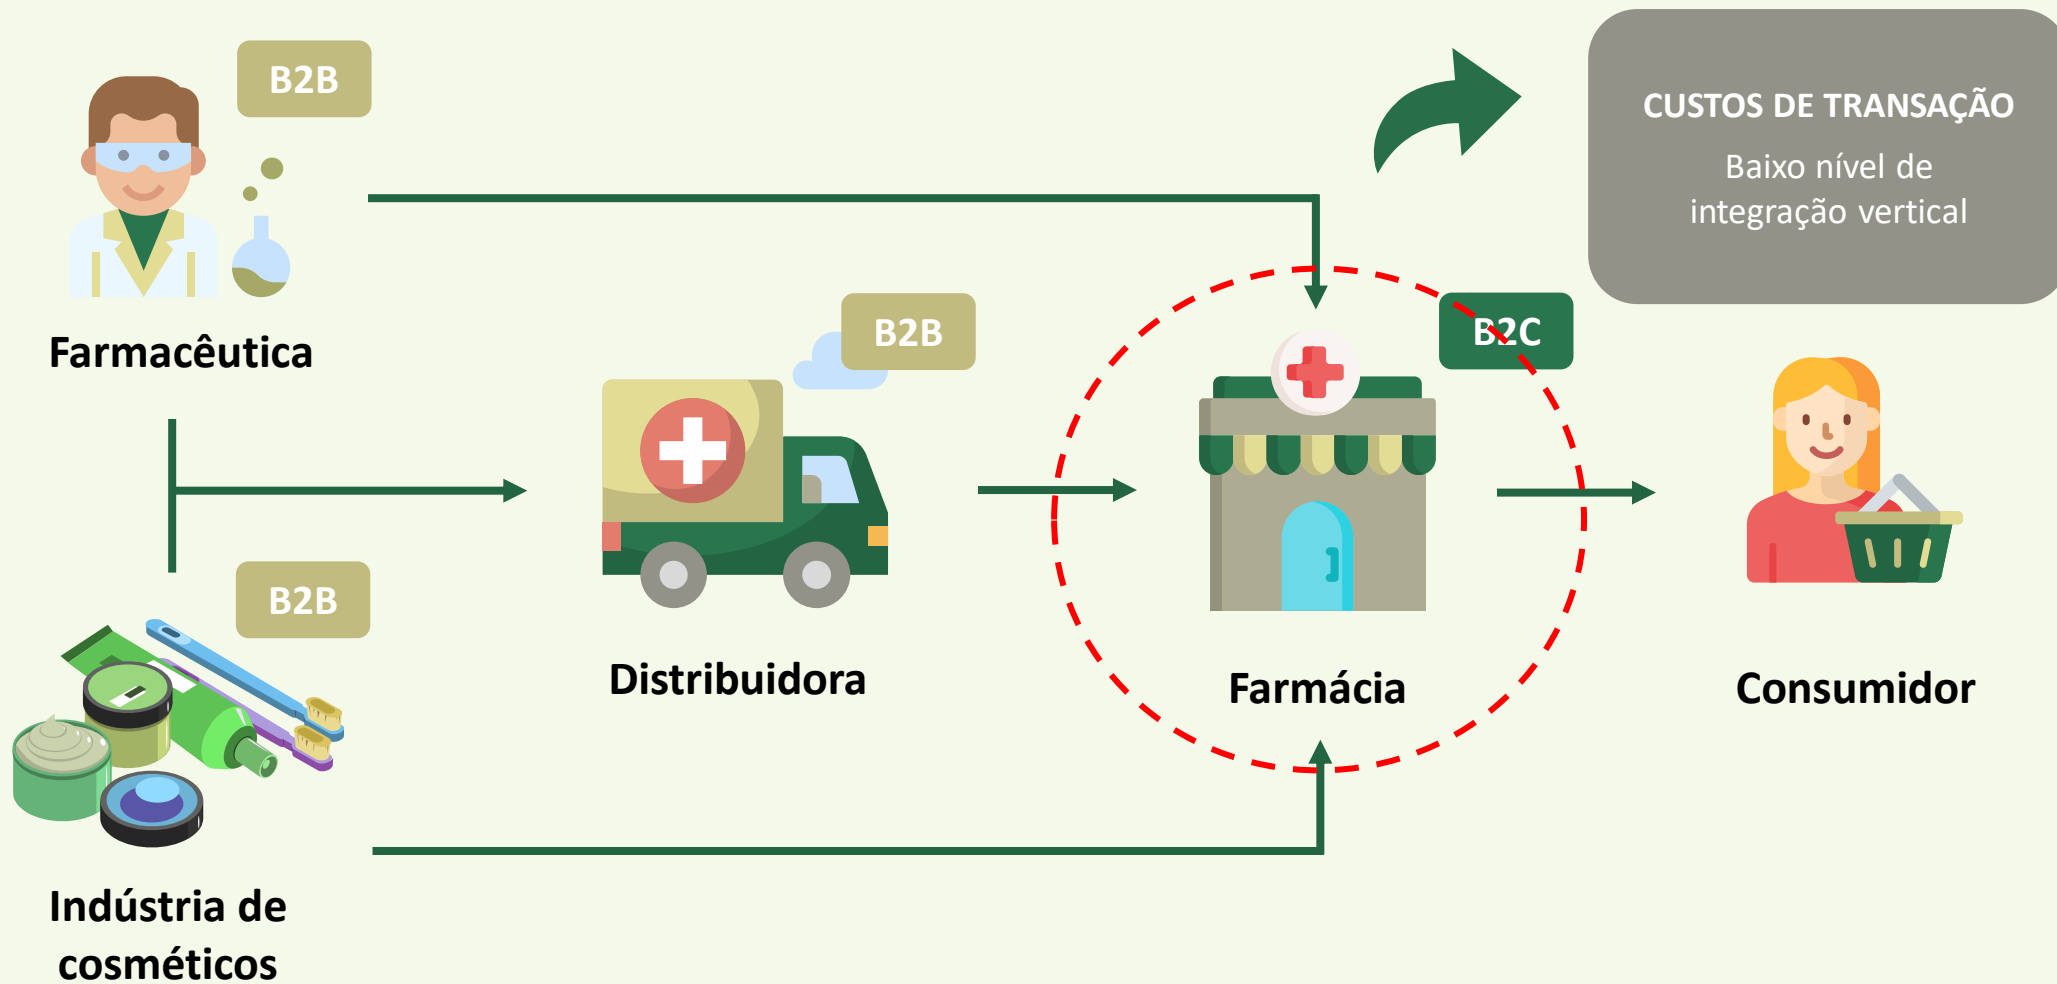 B2B
CUSTOS DE TRANSAÇÃO
Baixo nível de
integração vertical
Farmacêutica
B2B
B2C
B2B
Distribuidora
Farmácia
Consumidor
Indústria de
cosméticos